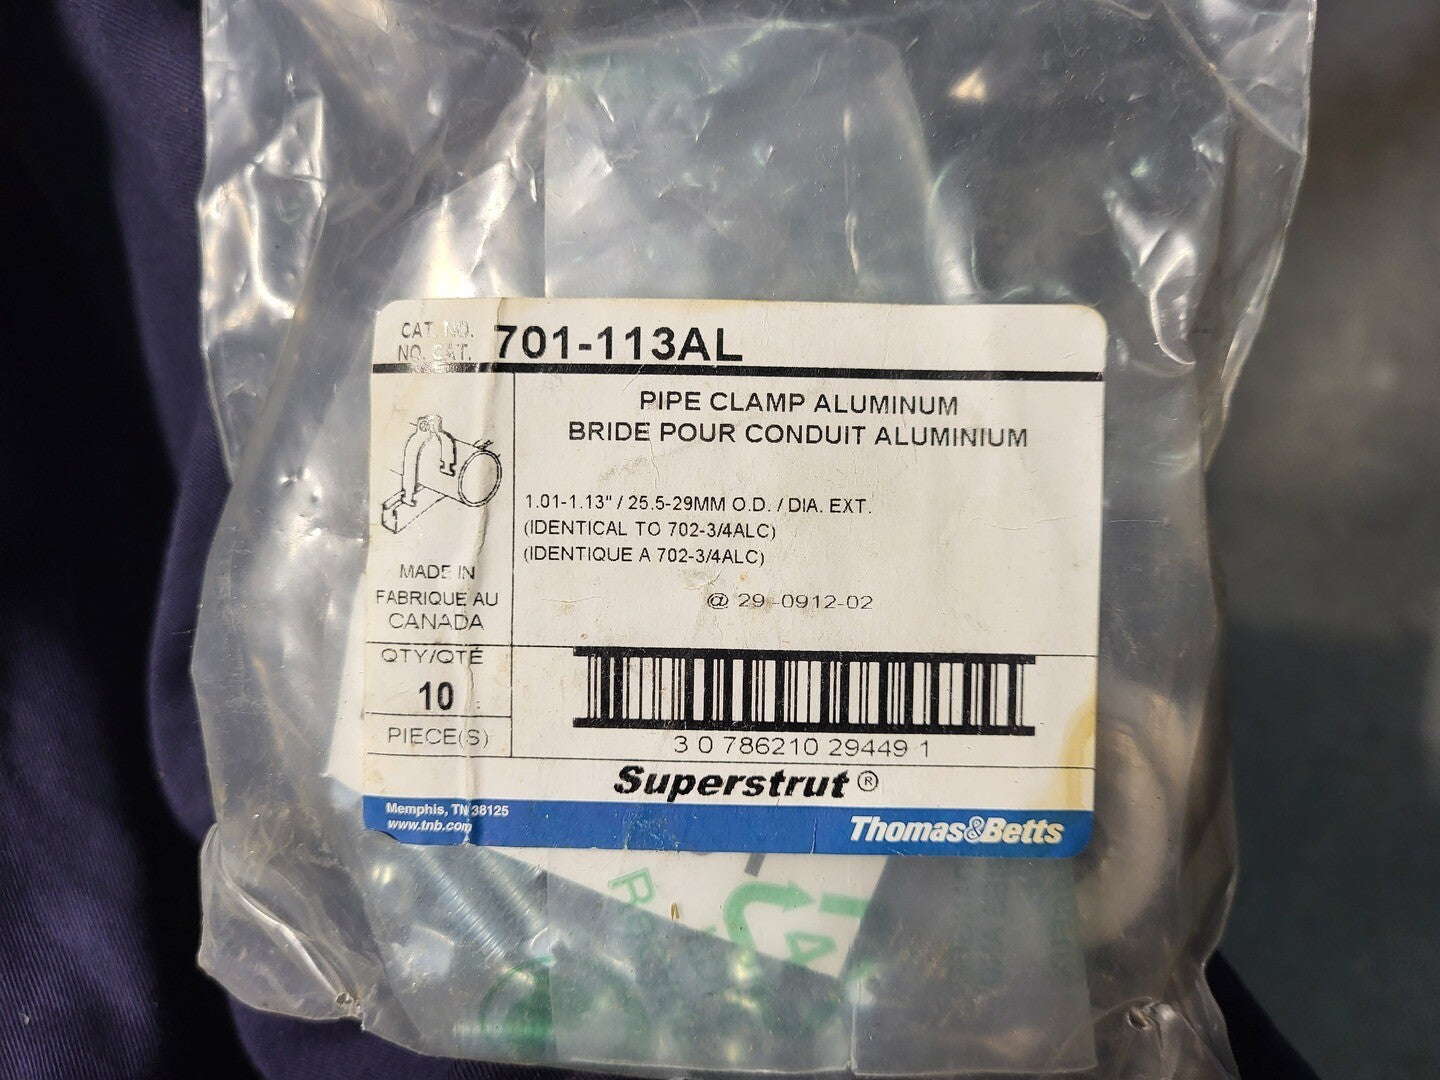 CAT. NO.
NO. CAT.
701-113AL
PIPE CLAMP ALUMINUM
BRIDE POUR CONDUIT ALUMINIUM
1.01-1.13" / 25.5-29MM O.D. / DIA. EXT.
(IDENTICAL TO 702-3/4ALC)
(IDENTIQUE A 702-3/4ALC)
@ 29-0912-02
MADE IN
FABRIQUE AU
CANADA
QTY/QTÉ
10
PIECE(S)
3 0 786210 29449 1
Superstrut®
Memphis, TN 38125
www.tnb.com
Thomas&Betts